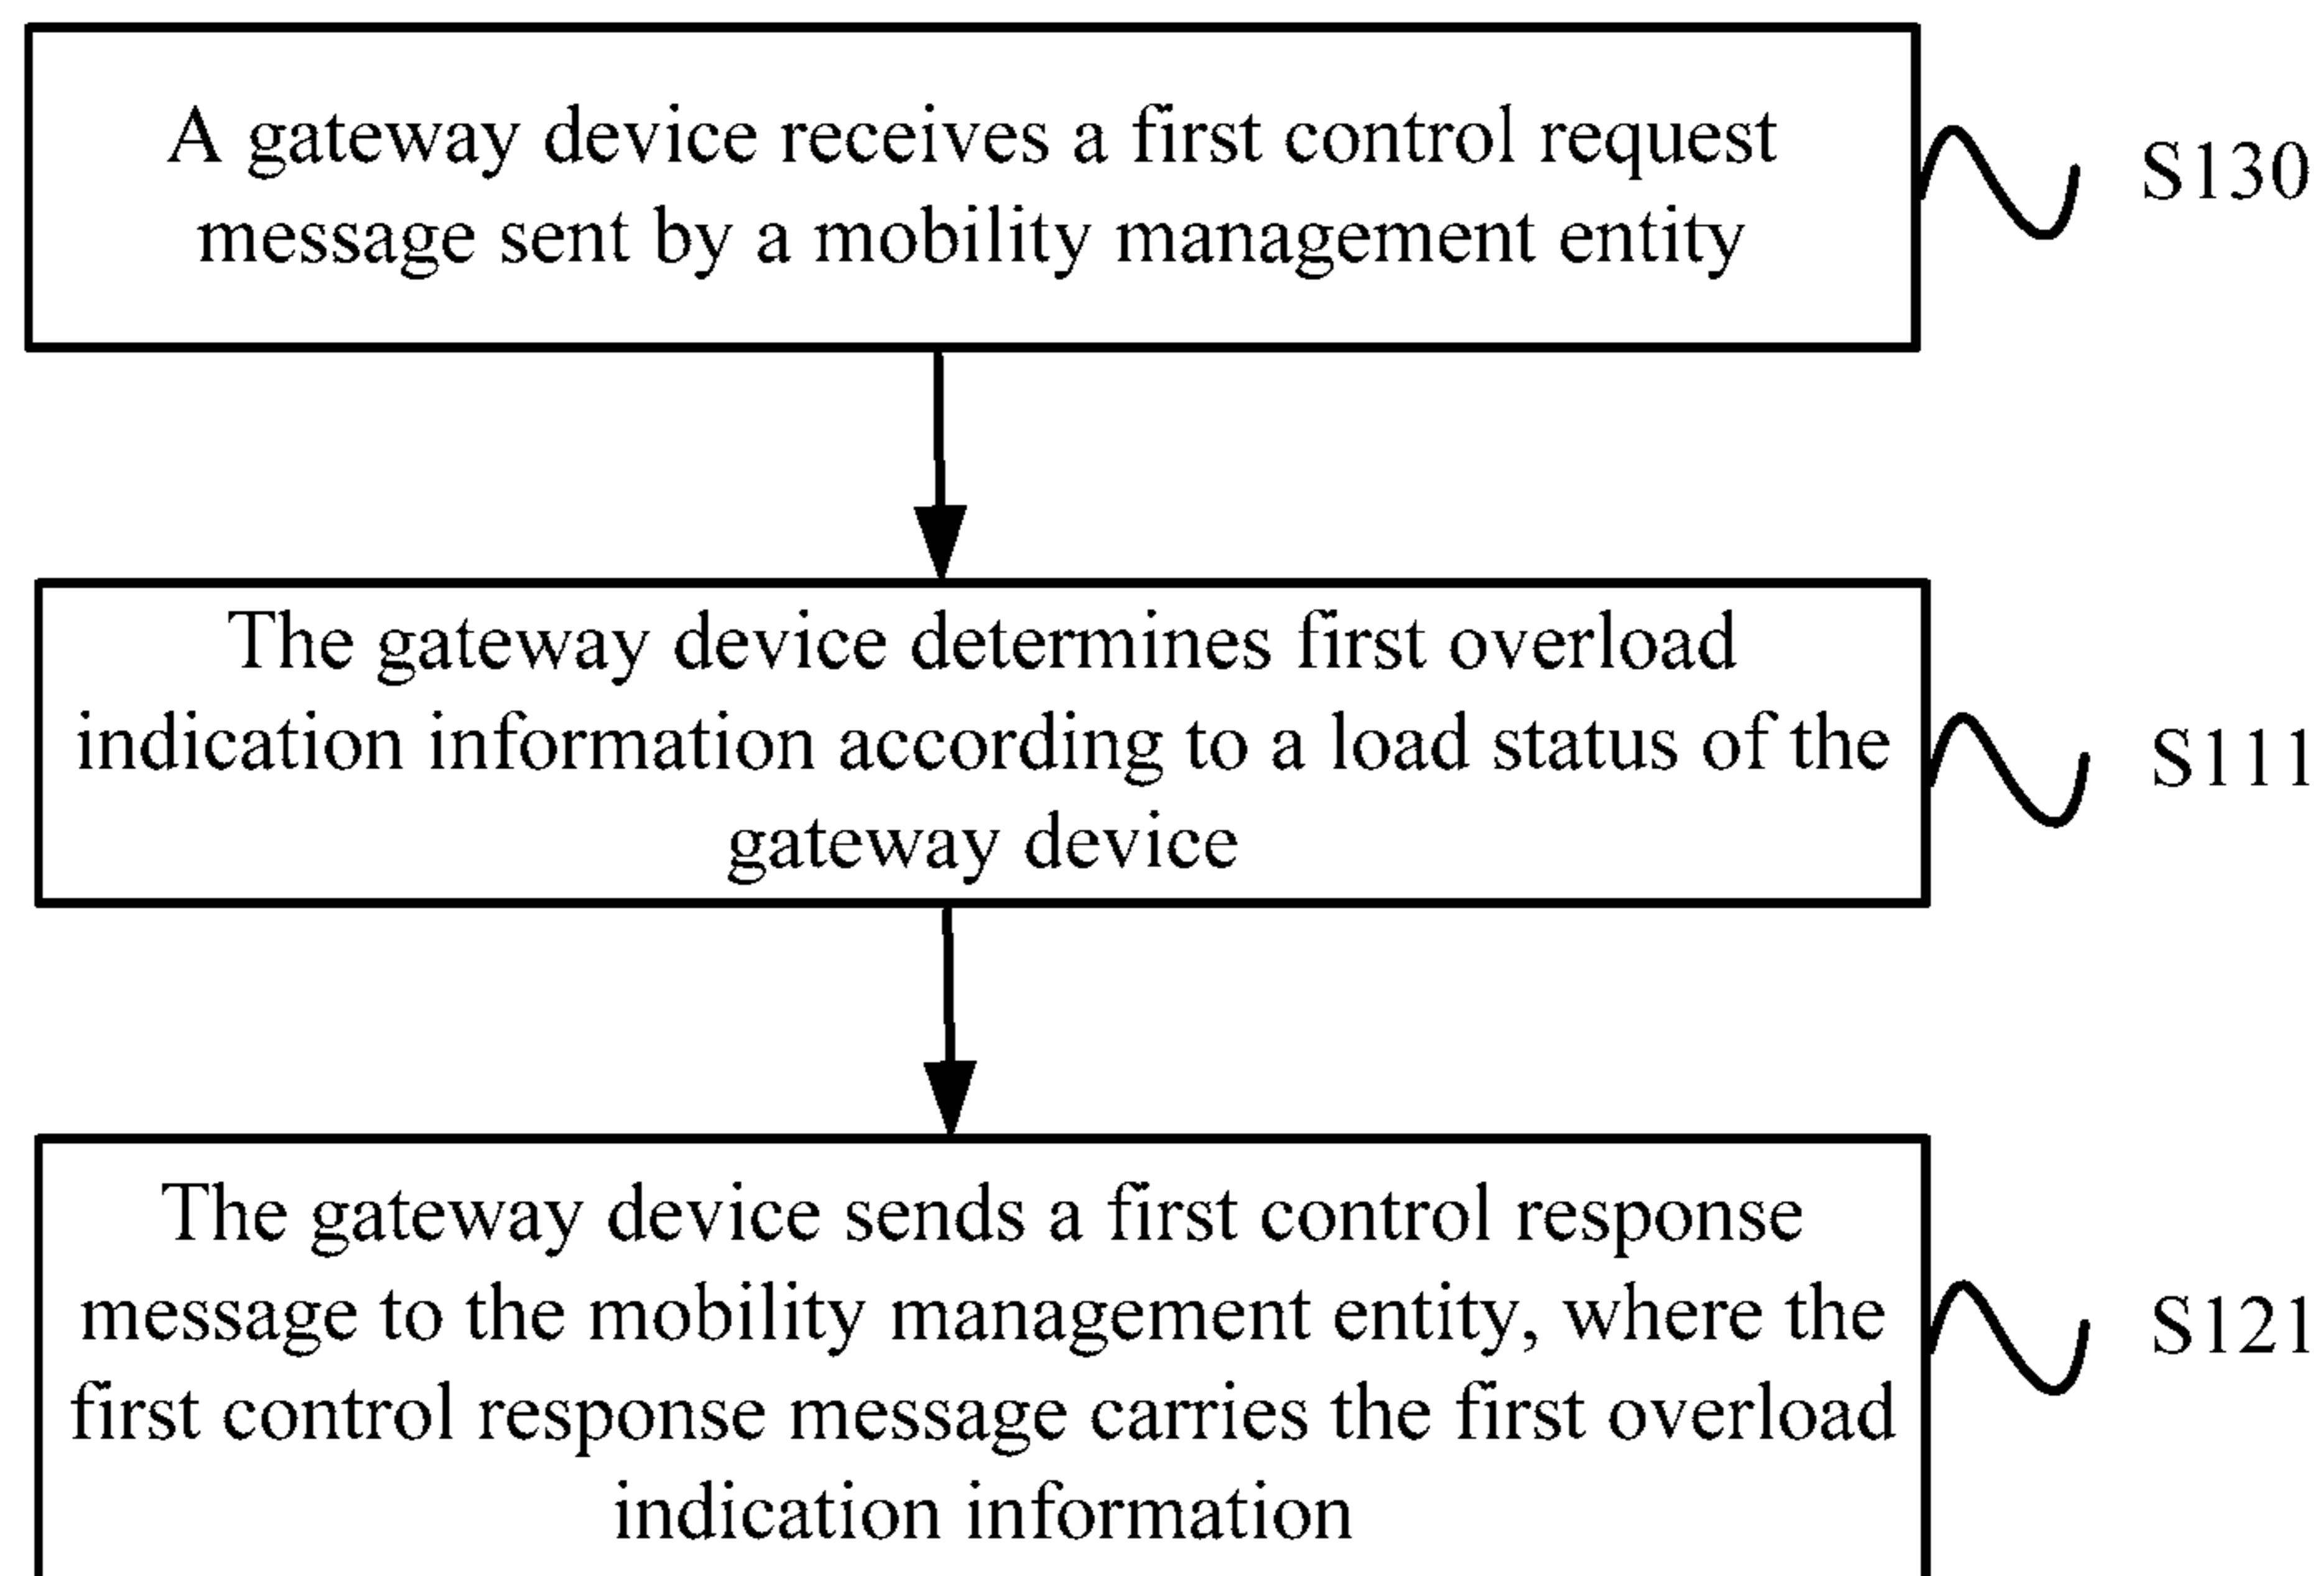 A gateway device receives a first control request
message sent by a mobility management entity
S130
The gateway device determines first overload
indication information according to a load status of the
gateway device
S111
The gateway device sends a first control response
message to the mobility management entity, where the
first control response message carries the first overload
indication information
S121